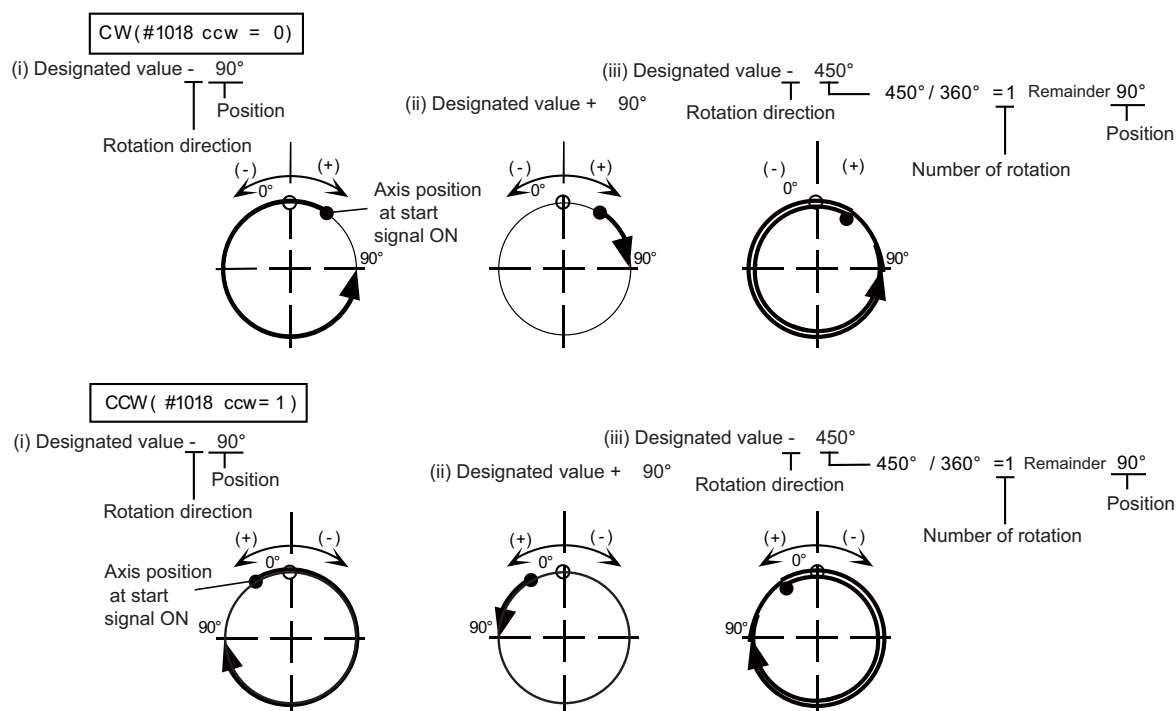 CW(#1018 ccw = 0)
(i) Designated value - 90°
Position
Rotation direction
(ii) Designated value + 90°
(iii) Designated value - 450°
Rotation direction
450° / 360° =1 Remainder 90°
Position
Number of rotation
(-) (+)
0°
Axis position
at start
signal ON
90°
(-) (+)
0°
90°
(-) (+)
0°
90°
CCW( #1018 ccw= 1 )
(i) Designated value - 90°
Position
Rotation direction
(ii) Designated value + 90°
(iii) Designated value - 450°
Rotation direction
450° / 360° =1 Remainder 90°
Position
Number of rotation
(+) (-)
0°
Axis position
at start
signal ON
90°
(+) (-)
0°
90°
(+) (-)
0°
90°